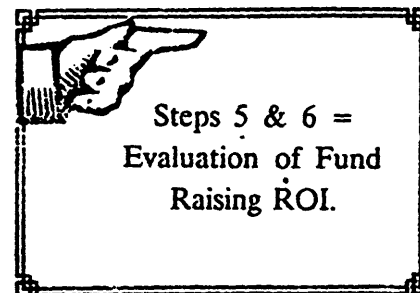 Steps 5 & 6 =
Evaluation of Fund
Raising ROI.